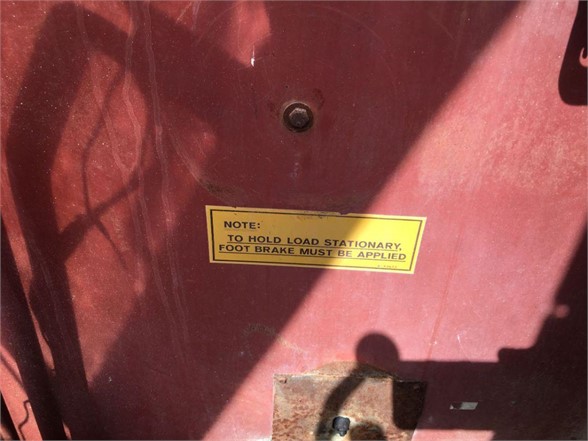 NOTE:
TO HOLD LOAD STATIONARY,
FOOT BRAKE MUST BE APPLIED